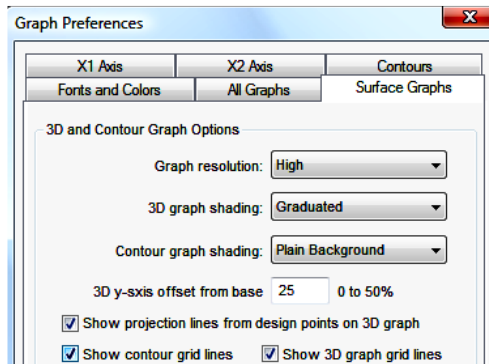 Graph Preferences
X1 Axis X2 Axis Contours
Fonts and Colors All Graphs Surface Graphs
3D and Contour Graph Options
Graph resolution: High
3D graph shading: Graduated
Contour graph shading: Plain Background
3D y-sxis offset from base 25 0 to 50%
Show projection lines from design points on 3D graph
Show contour grid lines Show 3D graph grid lines